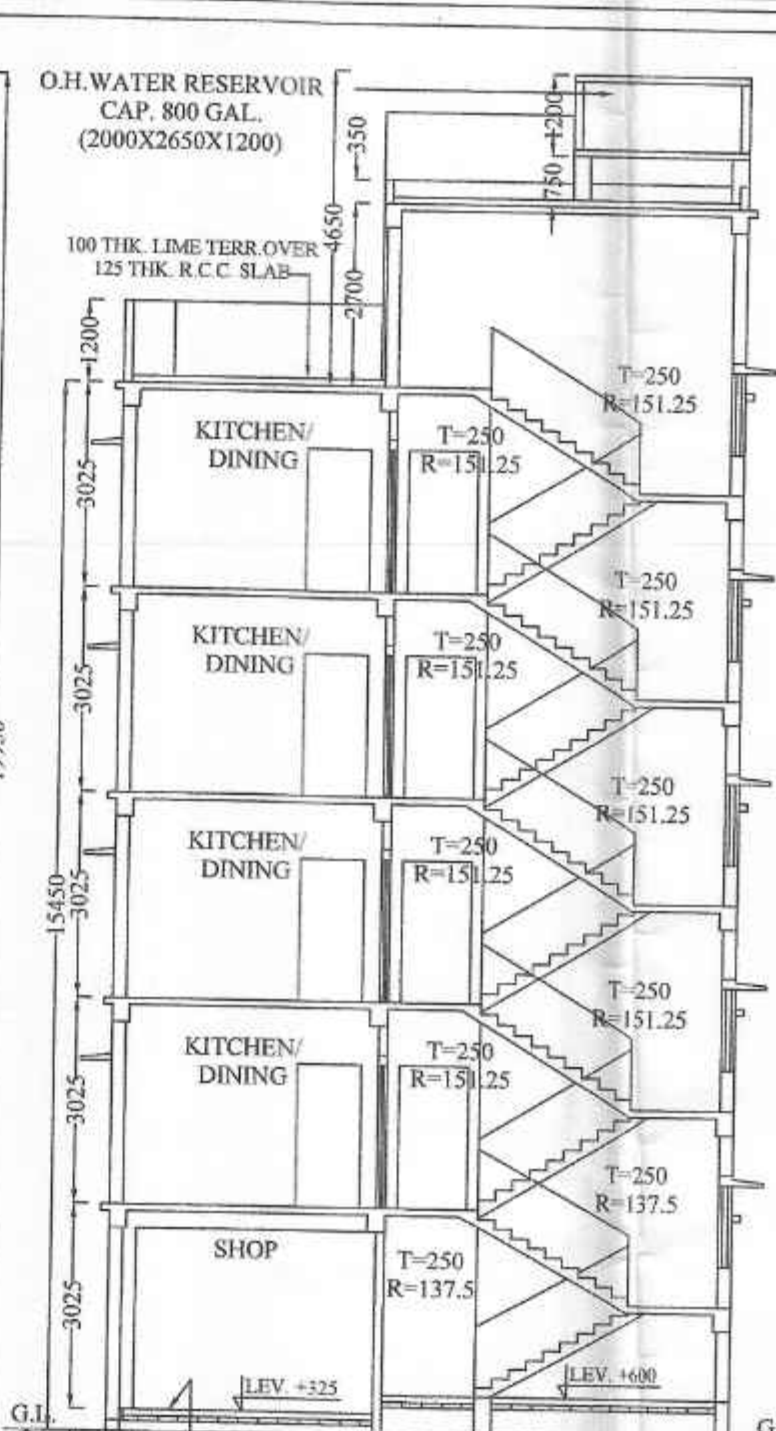 O.H.WATER RESERVOIR
CAP. 800 GAL.
(2000X2650X1200)
350
1200
750
4650
2700
100 THK. LIME TERR.OVER
125 THK. R.C.C. SLAB
1200
T=250
R=151.25
KITCHEN/
DINING
T=250
R=151.25
3025
T=250
R=151.25
KITCHEN/
DINING
T=250
R=151.25
3025
T=250
R=151.25
KITCHEN/
DINING
T=250
R=151.25
3025
15450
T=250
R=151.25
KITCHEN/
DINING
T=250
R=151.25
3025
T=250
R=137.5
SHOP
T=250
R=137.5
3025
LEV. +325
LEV. +600
G.L.
G